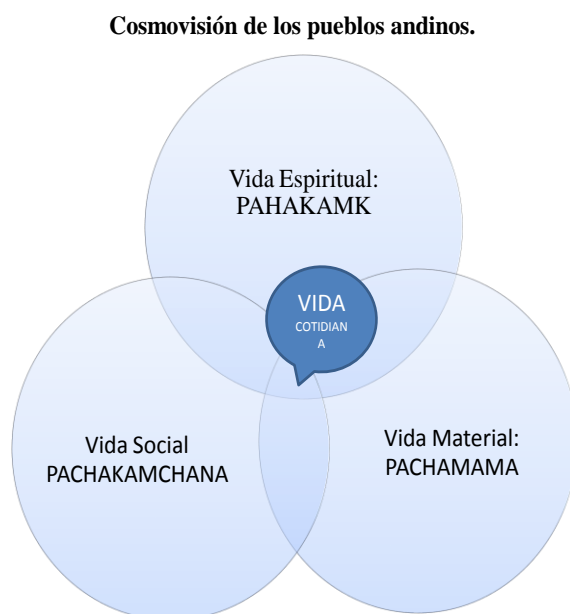 Cosmovisión de los pueblos andinos.
Vida Espiritual:
PAHAKAMK
VIDA
COTIDIAN
A
Vida Social
PACHAKAMCHANA
Vida Material:
PACHAMAMA